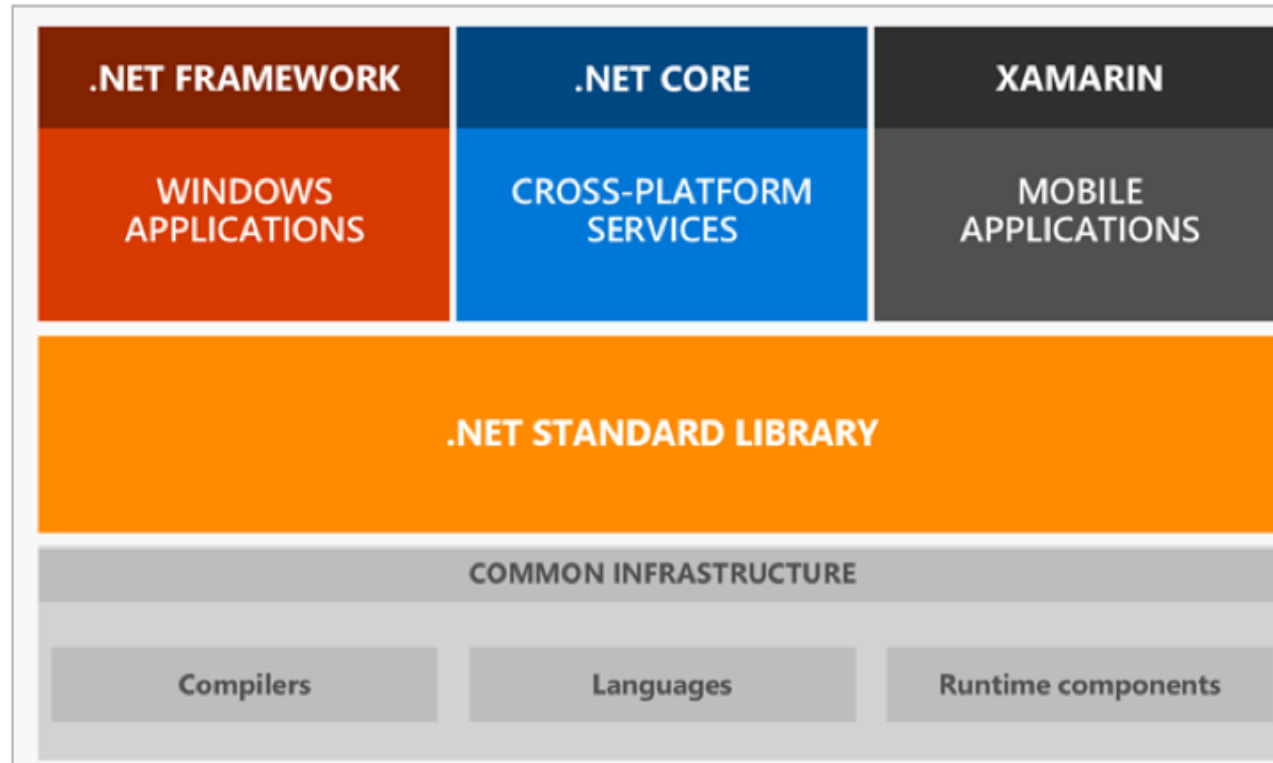 .NET FRAMEWORK
.NET CORE
XAMARIN
WINDOWS
APPLICATIONS
CROSS-PLATFORM
SERVICES
MOBILE
APPLICATIONS
.NET STANDARD LIBRARY
COMMON INFRASTRUCTURE
Compilers
Languages
Runtime components